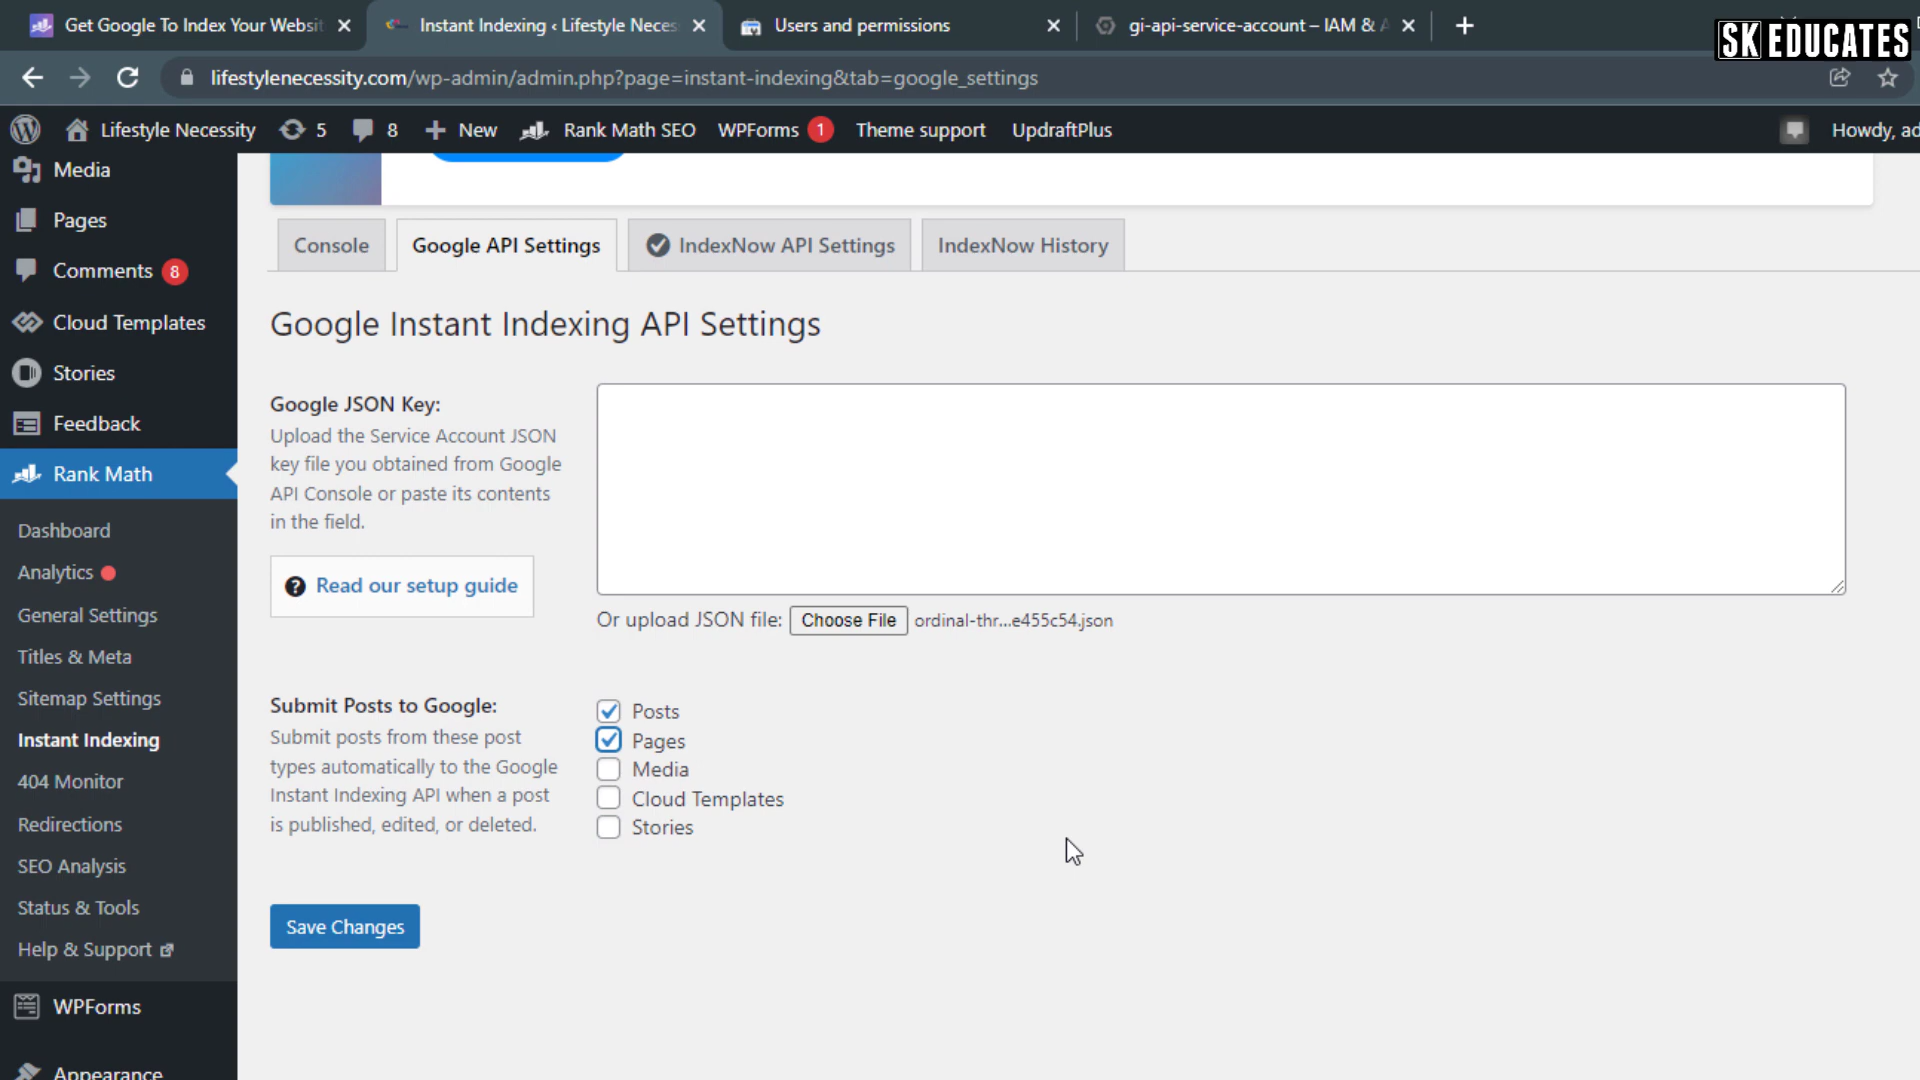 Get Google To Index Your Websit
Instant Indexing ‹ Lifestyle Neces
Users and permissions
gi-api-service-account – IAM & A
SK EDUCATES
lifestylenecessity.com/wp-admin/admin.php?page=instant-indexing&tab=google_settings
Lifestyle Necessity
5
8
New
Rank Math SEO
WPForms 1
Theme support
UpdraftPlus
Howdy, ad
Media
Pages
Comments 8
Cloud Templates
Stories
Feedback
Rank Math
Dashboard
Analytics
General Settings
Titles & Meta
Sitemap Settings
Instant Indexing
404 Monitor
Redirections
SEO Analysis
Status & Tools
Help & Support
WPForms
Appearance
Console
Google API Settings
IndexNow API Settings
IndexNow History
Google Instant Indexing API Settings
Google JSON Key:
Upload the Service Account JSON
key file you obtained from Google
API Console or paste its contents
in the field.
Read our setup guide
Or upload JSON file: Choose File ordinal-thr...e455c54.json
Submit Posts to Google:
Submit posts from these post
types automatically to the Google
Instant Indexing API when a post
is published, edited, or deleted.
Posts
Pages
Media
Cloud Templates
Stories
Save Changes